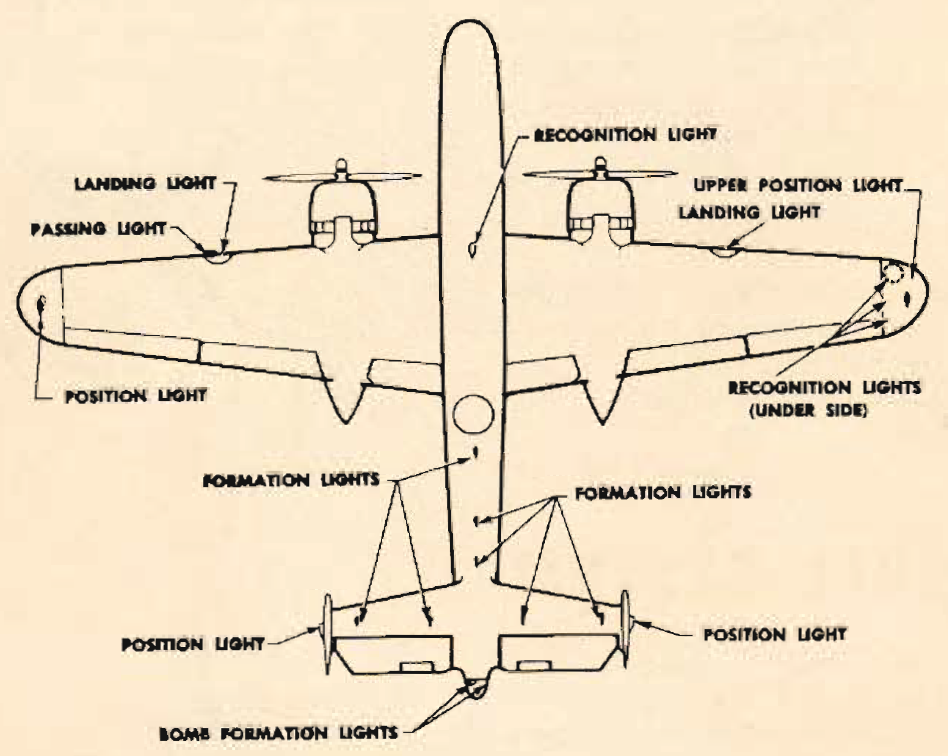 RECOGNITION LIGHT
LANDING LIGHT
UPPER POSITION LIGHT
LANDING LIGHT
PASSING LIGHT
POSITION LIGHT
RECOGNITION LIGHTS
(UNDER SIDE)
FORMATION LIGHTS
FORMATION LIGHTS
POSITION LIGHT
POSITION LIGHT
BOMB FORMATION LIGHTS